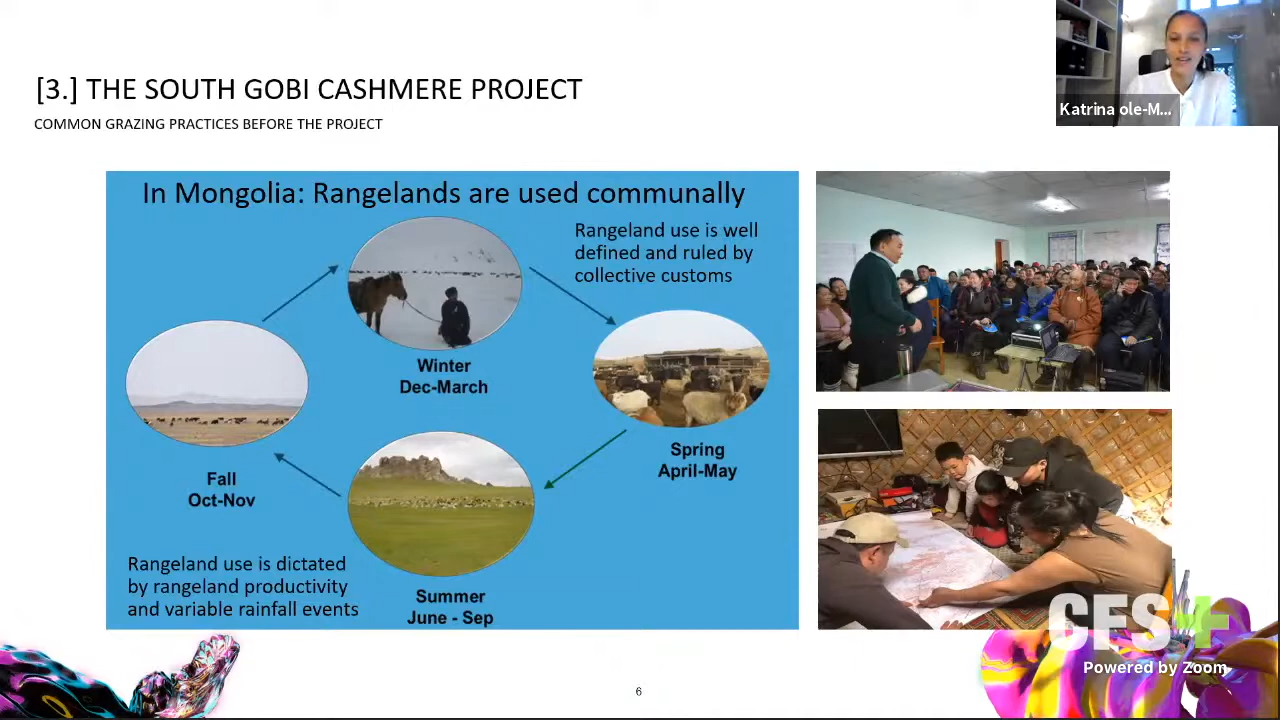 [3.] THE SOUTH GOBI CASHMERE PROJECT
COMMON GRAZING PRACTICES BEFORE THE PROJECT
Katrina ole-M...
In Mongolia: Rangelands are used communally
Rangeland use is well
defined and ruled by
collective customs
Winter
Dec-March
Spring
April-May
Fall
Oct-Nov
Rangeland use is dictated
by rangeland productivity
and variable rainfall events
Summer
June - Sep
CFS+
Powered by Zoom
6